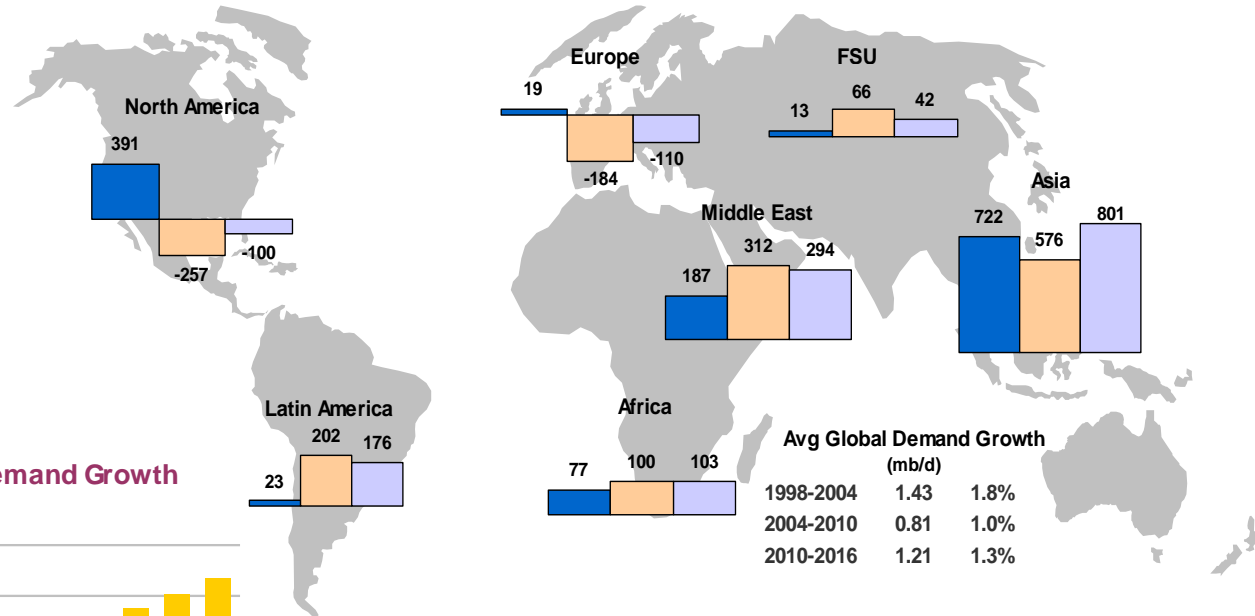 Europe
FSU
19
13
66
42
-184
-110
North America
391
-257
-100
Asia
722
576
801
Middle East
187
312
294
Latin America
23
202
176
Africa
77
100
103
Avg Global Demand Growth
(mb/d)
1998-2004 1.43 1.8%
2004-2010 0.81 1.0%
2010-2016 1.21 1.3%
Growth